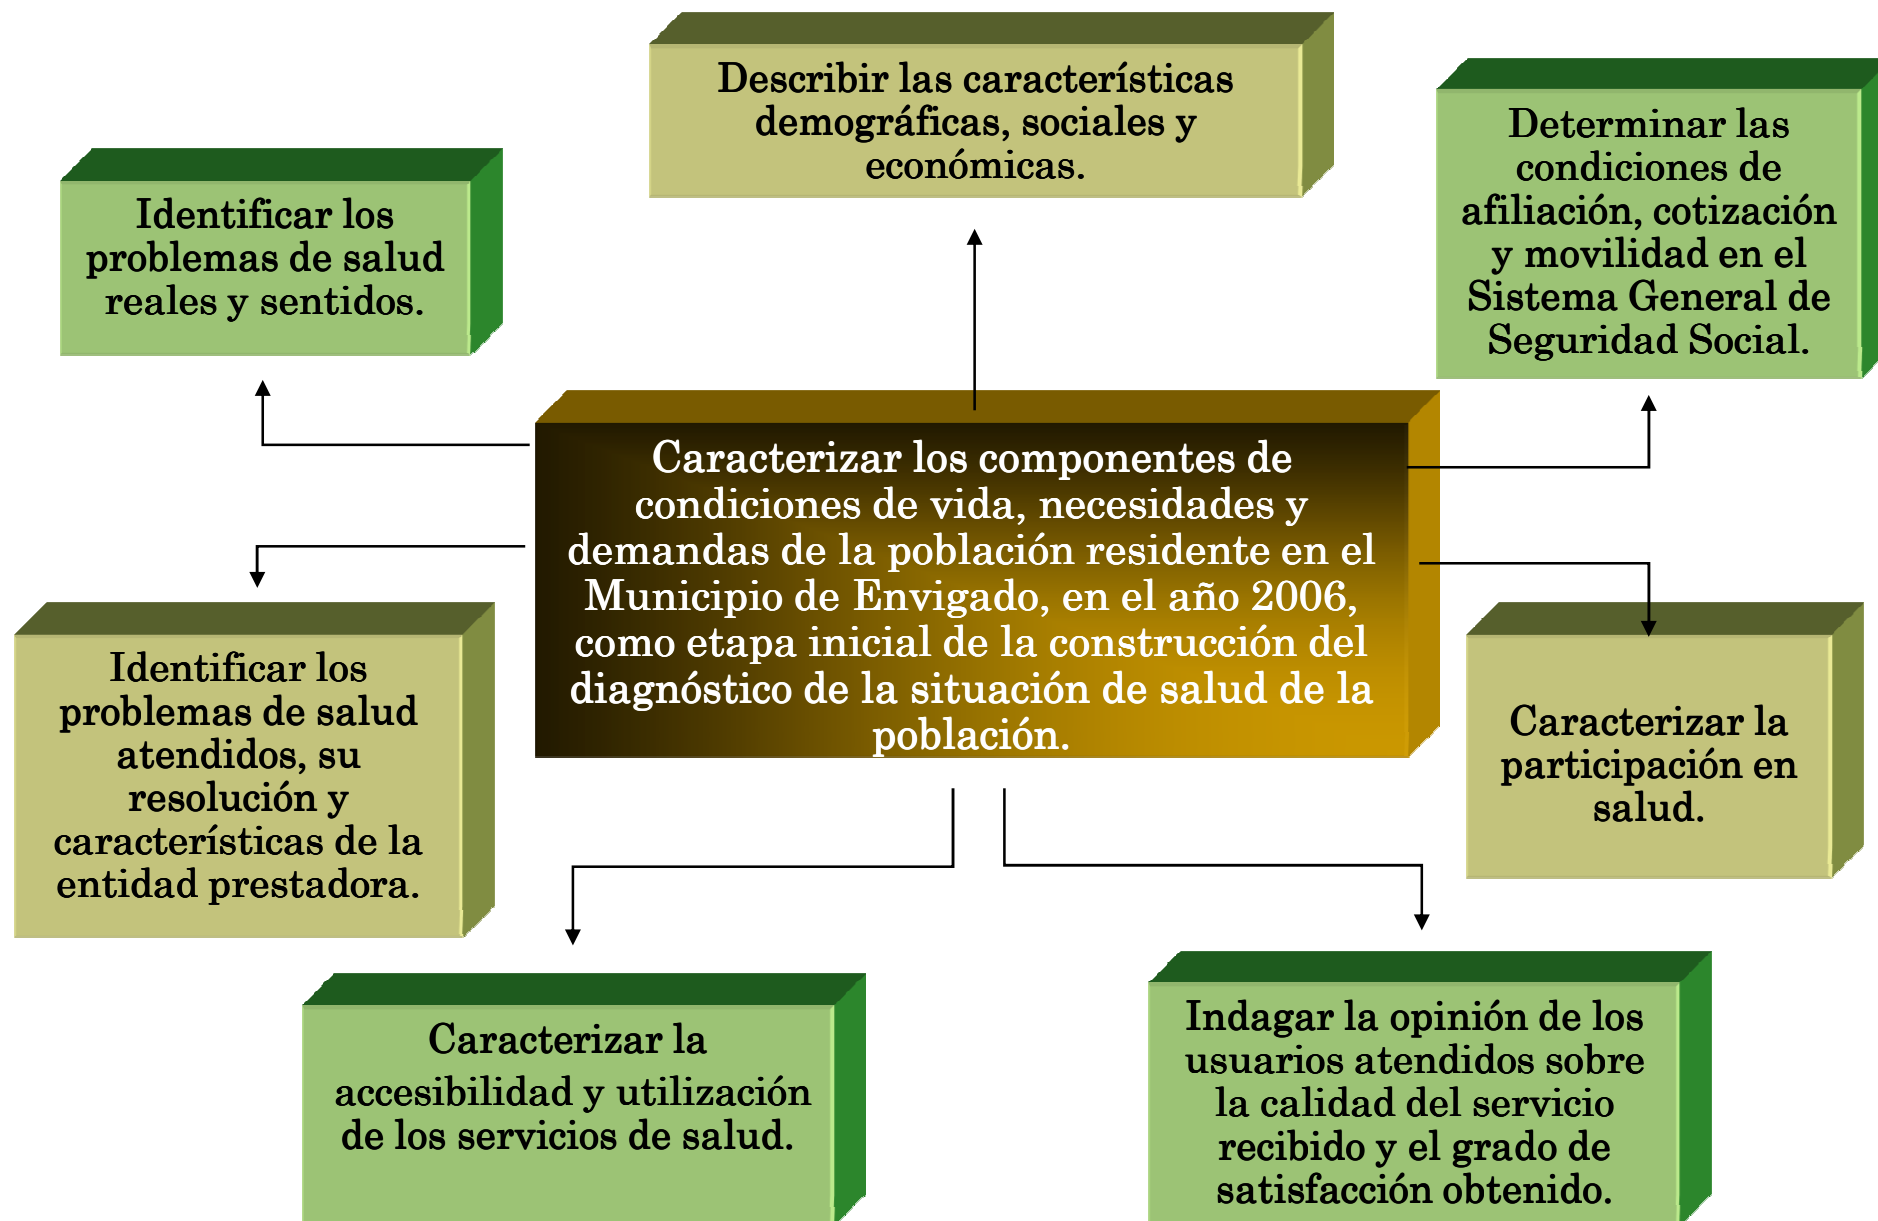 Describir las características
demográficas, sociales y
económicas.
Determinar las
condiciones de
afiliación, cotización
y movilidad en el
Sistema General de
Seguridad Social.
Identificar los
problemas de salud
reales y sentidos.
Caracterizar los componentes de
condiciones de vida, necesidades y
demandas de la población residente en el
Municipio de Envigado, en el año 2006,
como etapa inicial de la construcción del
diagnóstico de la situación de salud de la
población.
Identificar los
problemas de salud
atendidos, su
resolución y
características de la
entidad prestadora.
Caracterizar la
participación en
salud.
Caracterizar la
accesibilidad y utilización
de los servicios de salud.
Indagar la opinión de los
usuarios atendidos sobre
la calidad del servicio
recibido y el grado de
satisfacción obtenido.